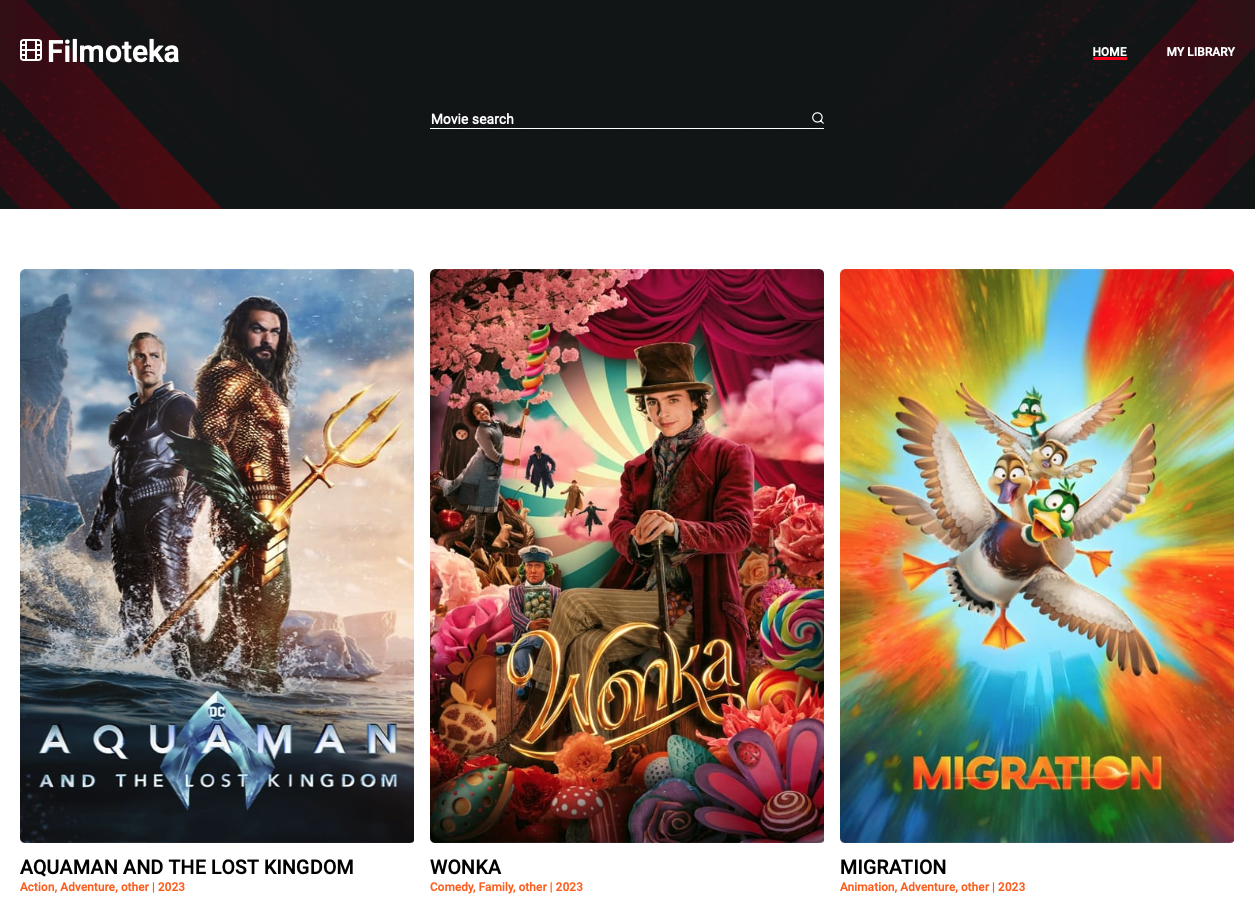 Filmoteka
HOME
MY LIBRARY
Movie search
DC
AQUAMAN
AND THE LOST KINGDOM
Wonka
MIGRATION
AQUAMAN AND THE LOST KINGDOM
Action, Adventure, other | 2023
WONKA
Comedy, Family, other | 2023
MIGRATION
Animation, Adventure, other | 2023